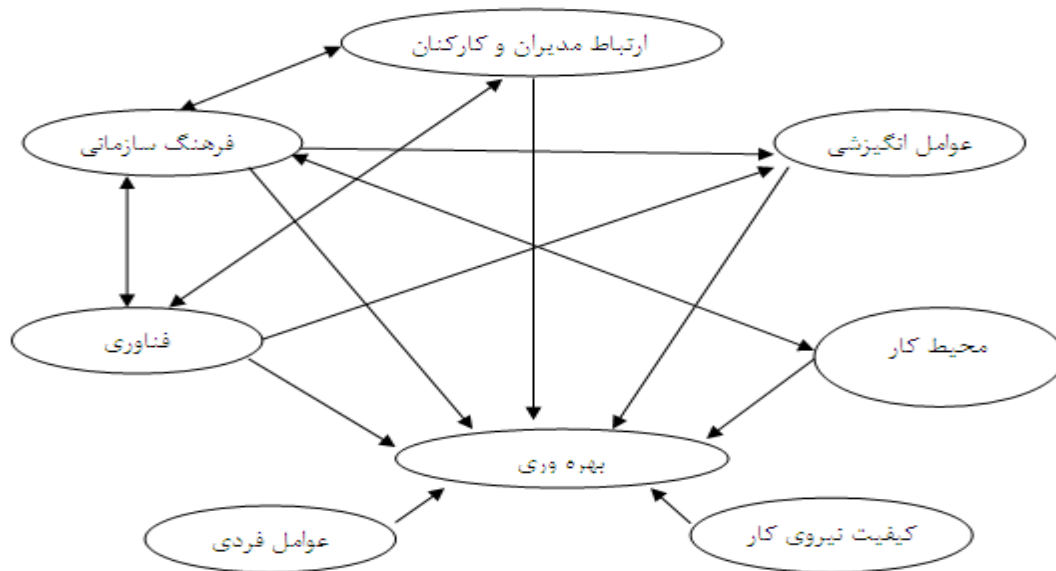 ارتباط مدیران و کارکنان
فرهنگ سازمانی
عوامل انگیزشی
فناوری
محیط کار
بهره وری
عوامل فردی
کیفیت نیروی کار